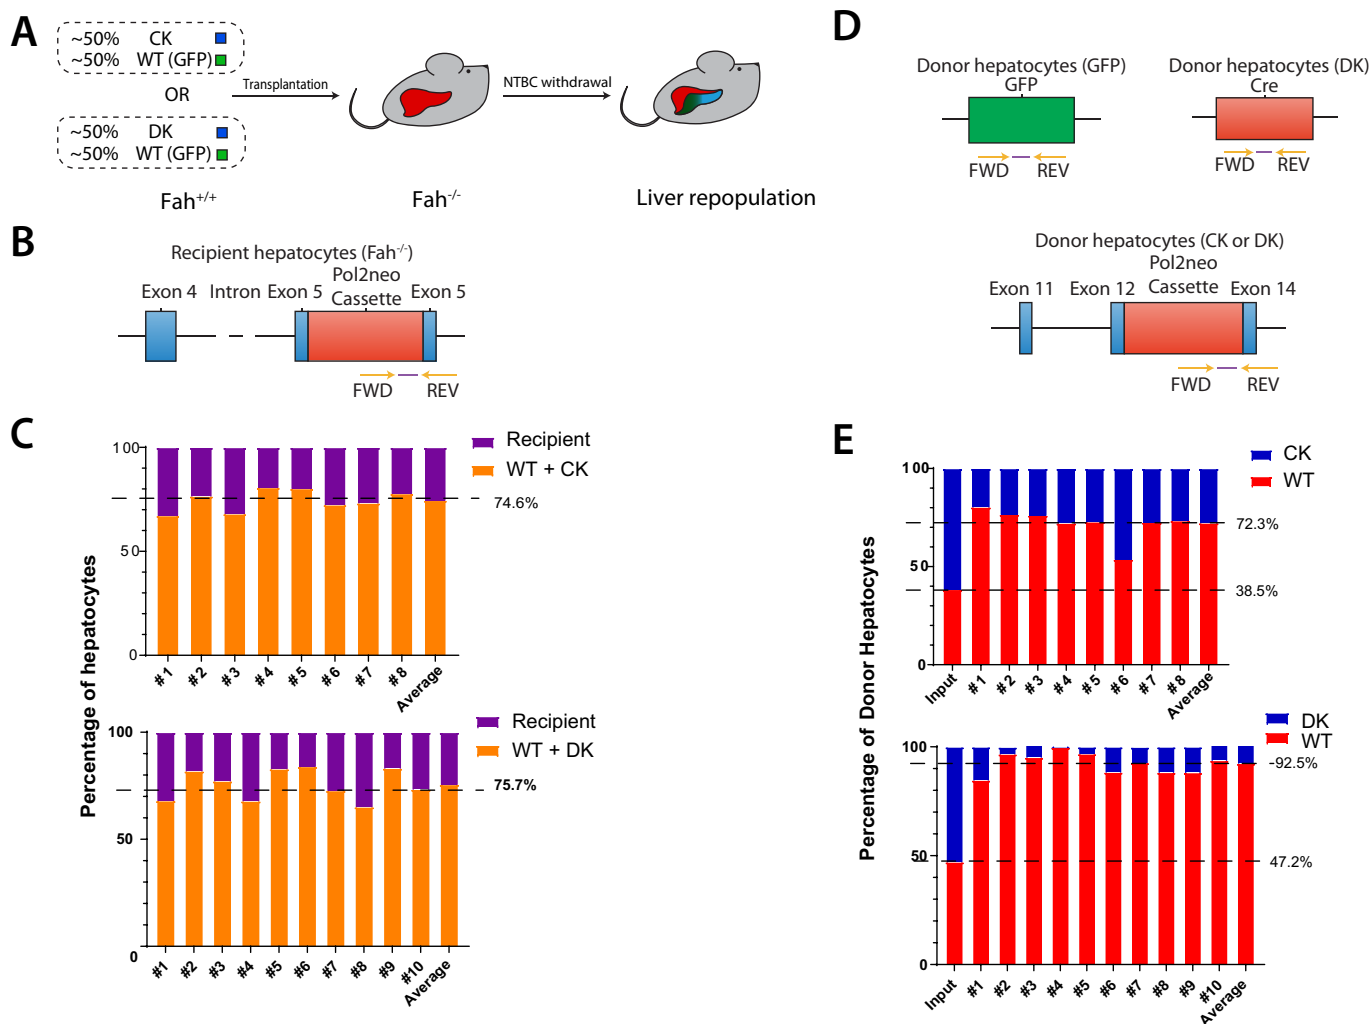 A
~50% CK
~50% WT (GFP)
OR
~50% DK
~50% WT (GFP)
Fah+/+
Transplantation
Fah-/-
NTBC withdrawal
Liver repopulation
B
Recipient hepatocytes (Fah-/-)
Pol2neo
Exon 4 Intron Exon 5 Cassette Exon 5
FWD REV
C
Percentage of hepatocytes
100
50
0
Recipient
WT + CK
74.6%
#1 #2 #3 #4 #5 #6 #7 #8 Average
100
50
0
Recipient
WT + DK
75.7%
#1 #2 #3 #4 #5 #6 #7 #8 #9 #10 Average
D
Donor hepatocytes (GFP)
GFP
FWD REV
Donor hepatocytes (DK)
Cre
FWD REV
Donor hepatocytes (CK or DK)
Pol2neo
Exon 11 Exon 12 Cassette Exon 14
FWD REV
E
Percentage of Donor Hepatocytes
100
50
0
CK
WT
72.3%
38.5%
Input #1 #2 #3 #4 #5 #6 #7 #8 Average
100
50
0
DK
WT
92.5%
47.2%
Input #1 #2 #3 #4 #5 #6 #7 #8 #9 #10 Average